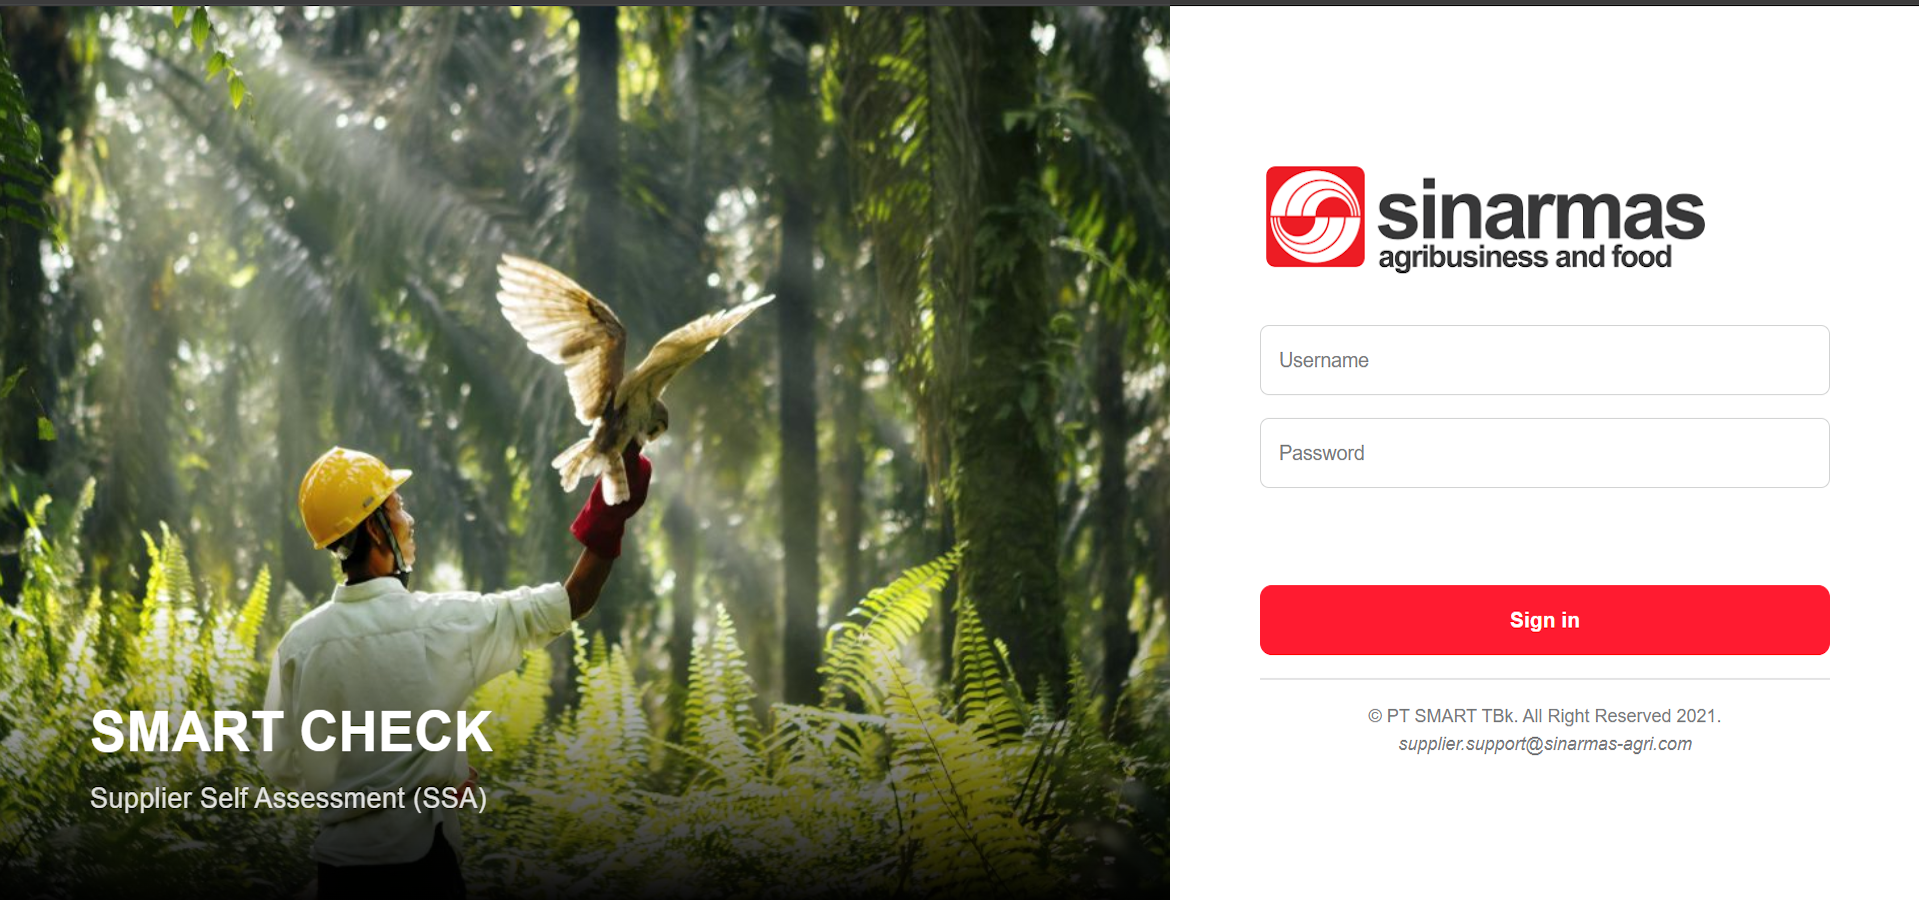 SMART CHECK
Supplier Self Assessment (SSA)
sinarmas
agribusiness and food
Username
Password
Sign in
© PT SMART TBk. All Right Reserved 2021.
supplier.support@sinarmas-agri.com